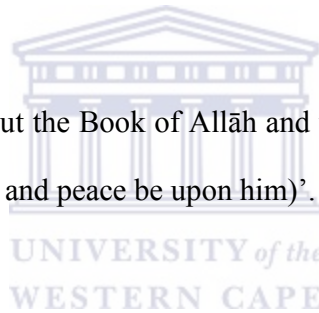 ut the Book of Allāh and
and peace be upon him)’.
UNIVERSITY of the
WESTERN CAPE